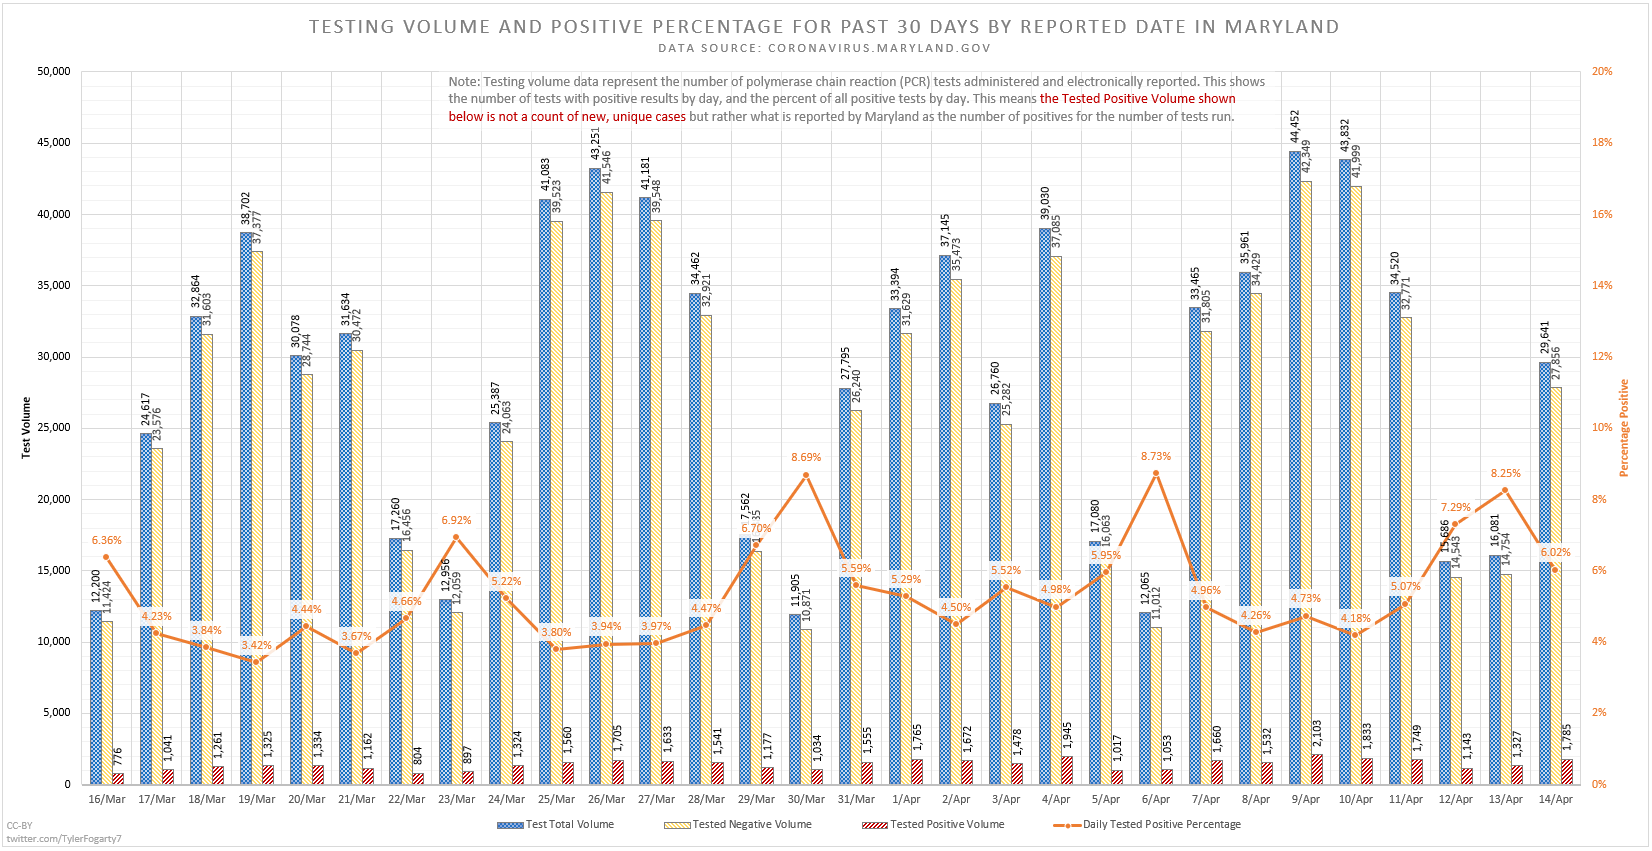 TESTING VOLUME AND POSITIVE PERCENTAGE FOR PAST 30 DAYS BY REPORTED DATE IN MARYLAND
DATA SOURCE: CORONAVIRUS.MARYLAND.GOV
Note: Testing volume data represent the number of polymerase chain reaction (PCR) tests administered and electronically reported. This shows
the number of tests with positive results by day, and the percent of all positive tests by day. This means the Tested Positive Volume shown
below is not a count of new, unique cases but rather what is reported by Maryland as the number of positives for the number of tests run.
Test Volume
50,000
45,000
40,000
35,000
30,000
25,000
20,000
15,000
10,000
5,000
0
12,200 24,617 32,864 38,702 30,078 31,634 17,260 12,956 25,387 41,083 43,251 41,181 34,462 7,562 11,905 27,795 33,394 37,145 26,760 39,030 17,080 12,065 33,465 35,961 44,452 43,832 34,520 15,686 16,081 29,641
11,424 23,576 31,603 37,377 28,744 30,472 16,456 12,059 24,063 39,523 41,546 39,548 32,921 10,871 26,240 31,629 35,473 25,282 37,085 16,063 11,012 31,805 34,429 42,349 41,999 32,771 14,543 14,754 27,856
6.36% 4.23% 3.84% 3.42% 4.44% 3.67% 4.66% 6.92% 5.22% 3.80% 3.94% 3.97% 4.47% 6.70% 8.69% 5.59% 5.29% 4.50% 5.52% 4.98% 5.95% 8.73% 4.96% 4.26% 4.73% 4.18% 5.07% 7.29% 8.25% 6.02%
776 1,041 1,261 1,325 1,334 1,162 804 897 1,324 1,560 1,705 1,633 1,541 1,177 1,034 1,555 1,765 1,672 1,478 1,945 1,017 1,053 1,660 1,532 2,103 1,833 1,749 1,143 1,327 1,785
16/Mar 17/Mar 18/Mar 19/Mar 20/Mar 21/Mar 22/Mar 23/Mar 24/Mar 25/Mar 26/Mar 27/Mar 28/Mar 29/Mar 30/Mar 31/Mar 1/Apr 2/Apr 3/Apr 4/Apr 5/Apr 6/Apr 7/Apr 8/Apr 9/Apr 10/Apr 11/Apr 12/Apr 13/Apr 14/Apr
20%
18%
16%
14%
12%
10%
8%
6%
4%
2%
0%
Percentage Positive
Test Total Volume Tested Negative Volume Tested Positive Volume Daily Tested Positive Percentage
CC-BY
twitter.com/TylerFogarty7